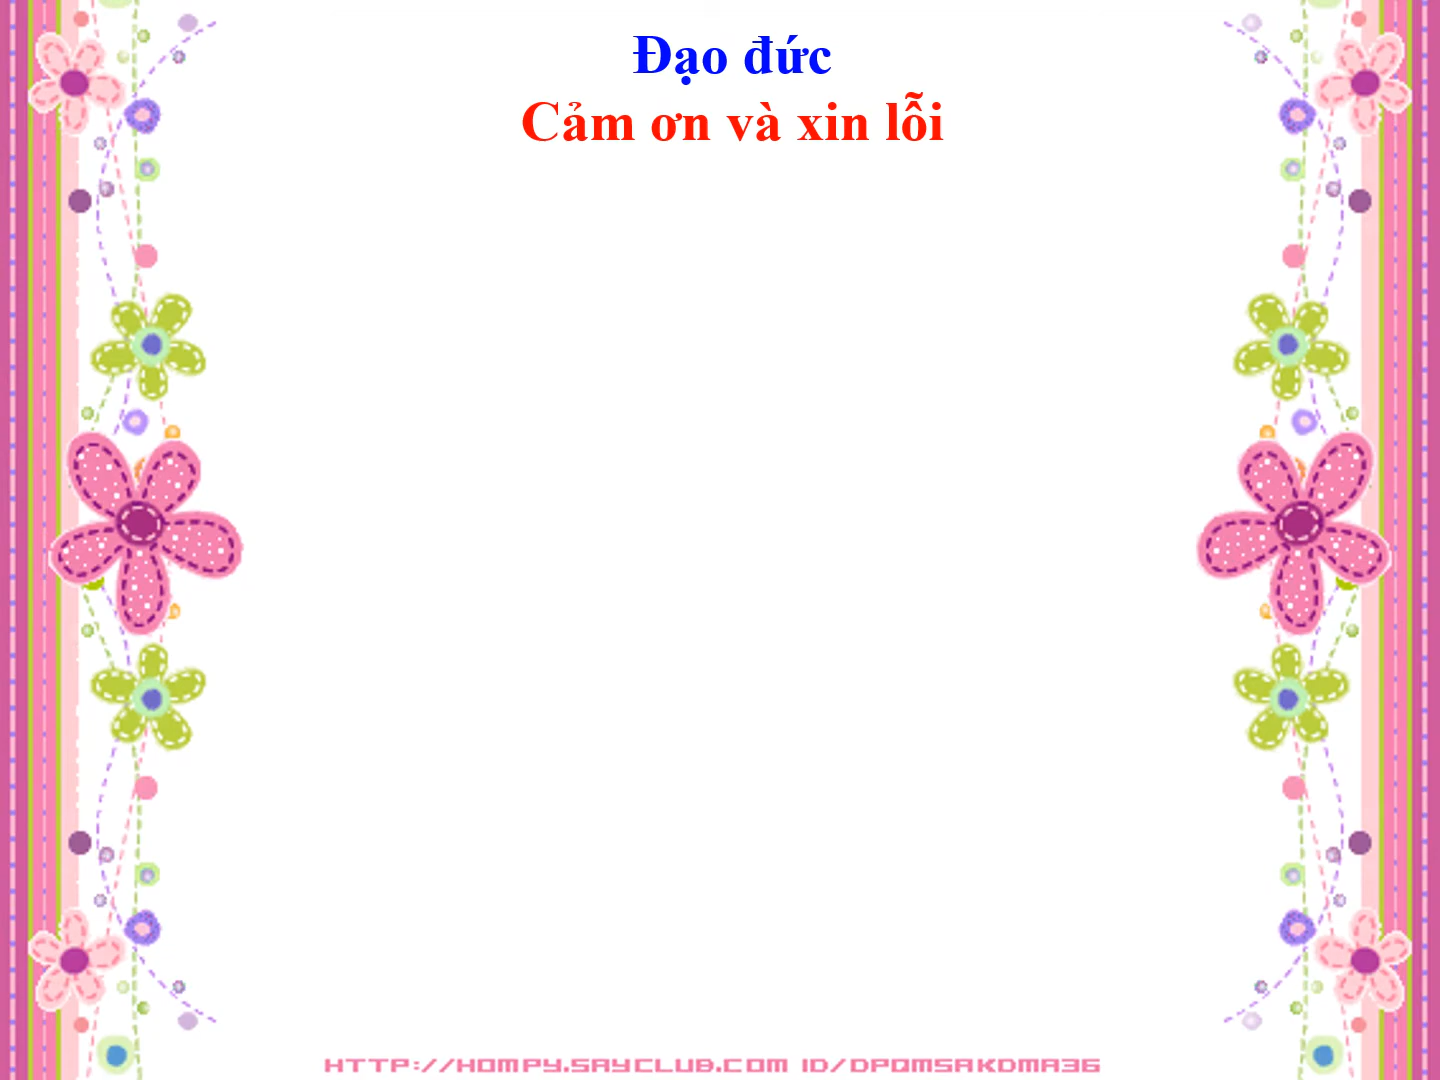 Đạo đức
Cảm ơn và xin lỗi
HTTP://HOMPY.SAYCLUB.COM ID/DPQMSAKDMA36